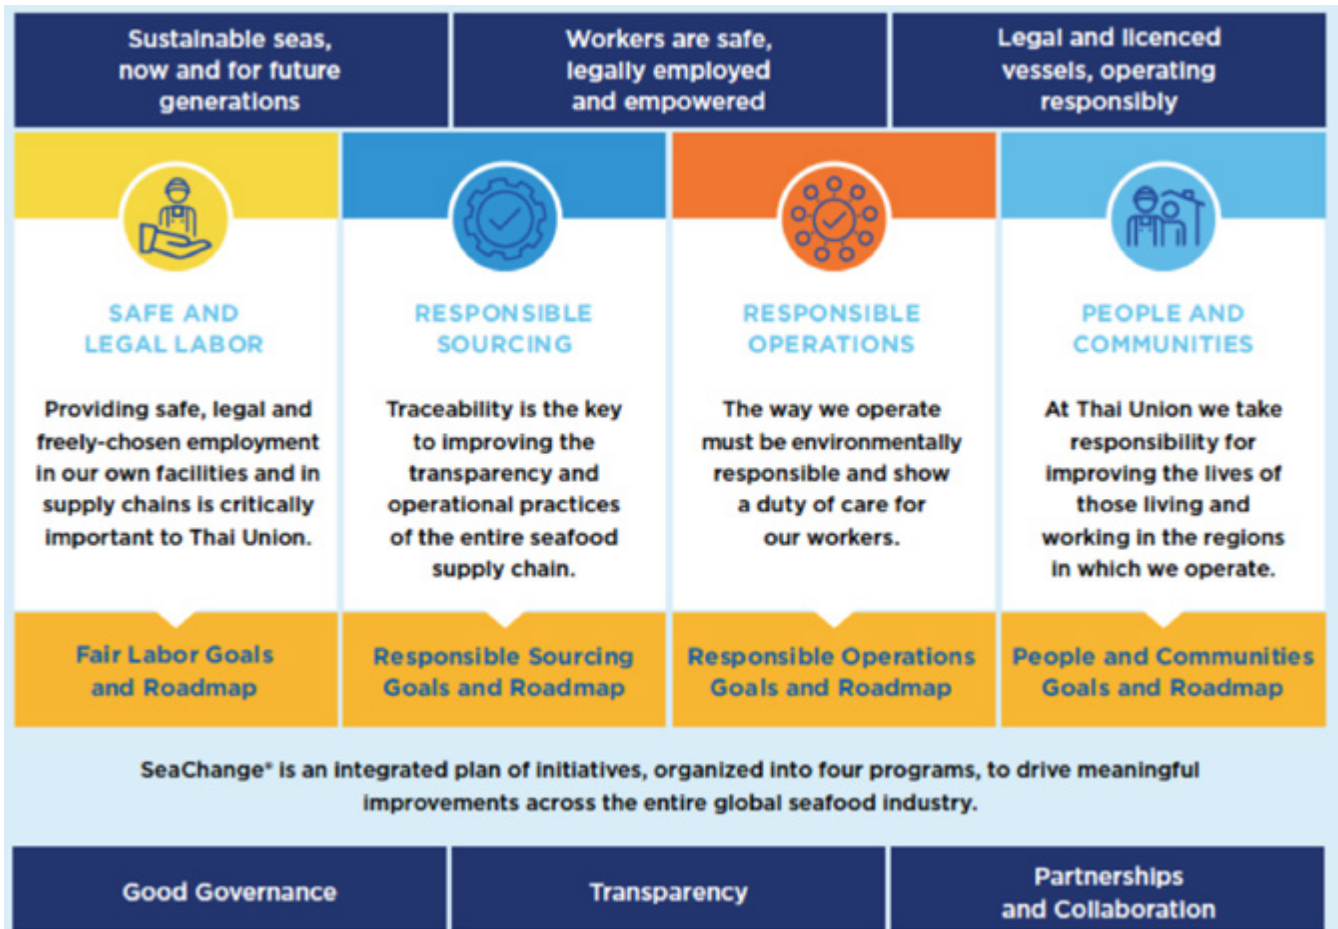 Sustainable seas,
now and for future
generations
Workers are safe,
legally employed
and empowered
Legal and licenced
vessels, operating
responsibly
SAFE AND
LEGAL LABOR
Providing safe, legal and
freely-chosen employment
in our own facilities and in
supply chains is critically
important to Thai Union.
Fair Labor Goals
and Roadmap
RESPONSIBLE
SOURCING
Traceability is the key
to improving the
transparency and
operational practices
of the entire seafood
supply chain.
Responsible Sourcing
Goals and Roadmap
RESPONSIBLE
OPERATIONS
The way we operate
must be environmentally
responsible and show
a duty of care for
our workers.
Responsible Operations
Goals and Roadmap
PEOPLE AND
COMMUNITIES
At Thai Union we take
responsibility for
improving the lives of
those living and
working in the regions
in which we operate.
People and Communities
Goals and Roadmap
SeaChange® is an integrated plan of initiatives, organized into four programs, to drive meaningful
improvements across the entire global seafood industry.
Good Governance
Transparency
Partnerships
and Collaboration